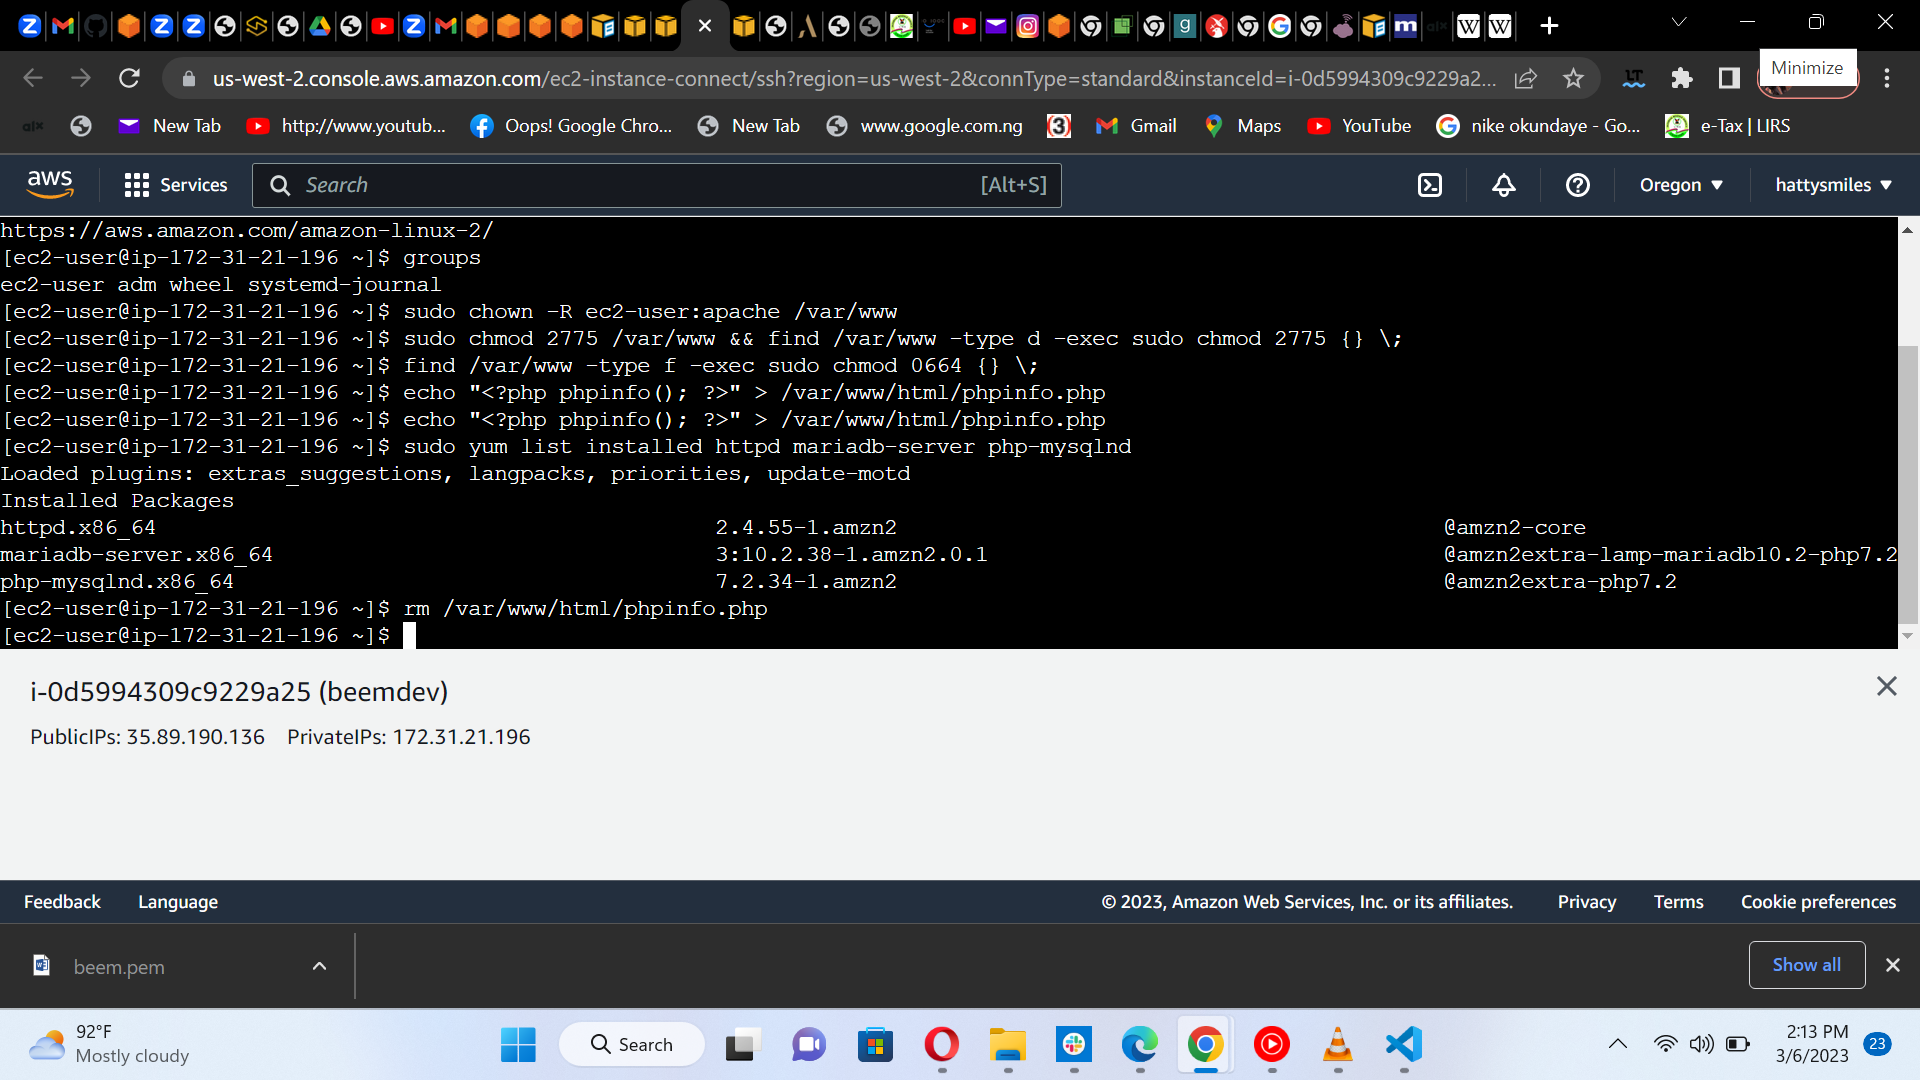 Minimize
us-west-2.console.aws.amazon.com/ec2-instance-connect/ssh?region=us-west-2&connType=standard&instanceId=i-0d5994309c9229a2...
alx New Tab http://www.youtub... Oops! Google Chro... New Tab www.google.com.ng Gmail Maps YouTube nike okundaye - Go... e-Tax | LIRS
aws Services Search [Alt+S] Oregon hattysmiles
https://aws.amazon.com/amazon-linux-2/
[ec2-user@ip-172-31-21-196 ~]$ groups
ec2-user adm wheel systemd-journal
[ec2-user@ip-172-31-21-196 ~]$ sudo chown -R ec2-user:apache /var/www
[ec2-user@ip-172-31-21-196 ~]$ sudo chmod 2775 /var/www && find /var/www -type d -exec sudo chmod 2775 {} \;
[ec2-user@ip-172-31-21-196 ~]$ find /var/www -type f -exec sudo chmod 0664 {} \;
[ec2-user@ip-172-31-21-196 ~]$ echo "<?php phpinfo(); ?>" > /var/www/html/phpinfo.php
[ec2-user@ip-172-31-21-196 ~]$ echo "<?php phpinfo(); ?>" > /var/www/html/phpinfo.php
[ec2-user@ip-172-31-21-196 ~]$ sudo yum list installed httpd mariadb-server php-mysqlnd
Loaded plugins: extras_suggestions, langpacks, priorities, update-motd
Installed Packages
httpd.x86_64 2.4.55-1.amzn2 @amzn2-core
mariadb-server.x86_64 3:10.2.38-1.amzn2.0.1 @amzn2extra-lamp-mariadb10.2-php7.2
php-mysqlnd.x86_64 7.2.34-1.amzn2 @amzn2extra-php7.2
[ec2-user@ip-172-31-21-196 ~]$ rm /var/www/html/phpinfo.php
[ec2-user@ip-172-31-21-196 ~]$
i-0d5994309c9229a25 (beemdev)
PublicIPs: 35.89.190.136 PrivateIPs: 172.31.21.196
Feedback Language © 2023, Amazon Web Services, Inc. or its affiliates. Privacy Terms Cookie preferences
beem.pem Show all
92°F
Mostly cloudy
Search
2:13 PM
3/6/2023
23